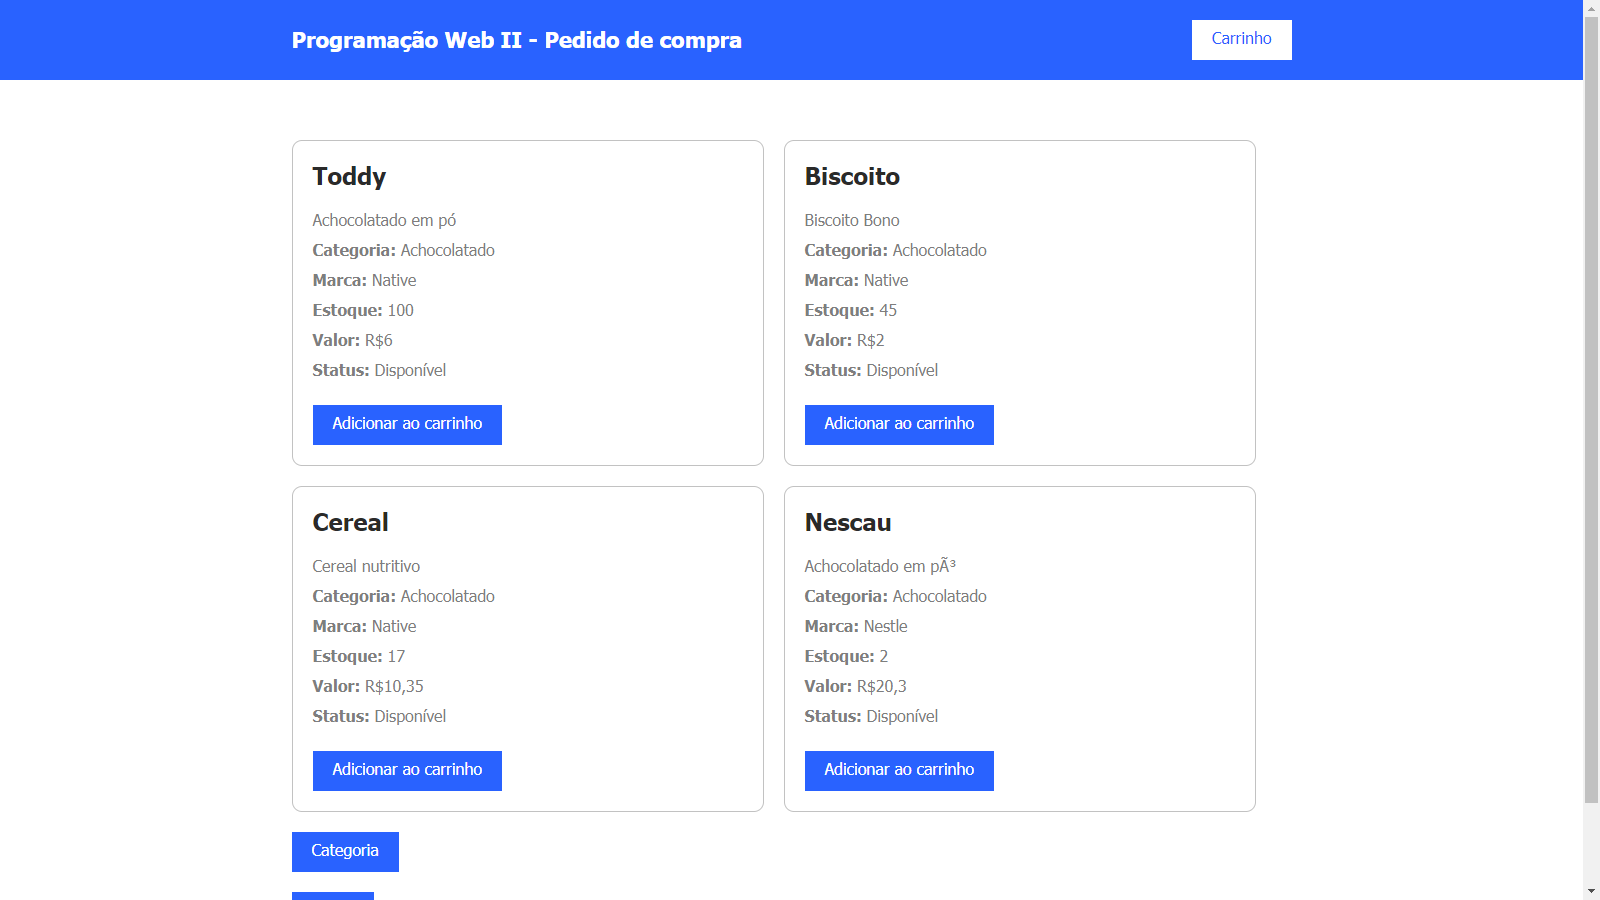 Programação Web II - Pedido de compra
Carrinho
Toddy
Achocolatado em pó
Categoria: Achocolatado
Marca: Native
Estoque: 100
Valor: R$6
Status: Disponível
Adicionar ao carrinho
Biscoito
Biscoito Bono
Categoria: Achocolatado
Marca: Native
Estoque: 45
Valor: R$2
Status: Disponível
Adicionar ao carrinho
Cereal
Cereal nutritivo
Categoria: Achocolatado
Marca: Native
Estoque: 17
Valor: R$10,35
Status: Disponível
Adicionar ao carrinho
Nescau
Achocolatado em pÃ³
Categoria: Achocolatado
Marca: Nestle
Estoque: 2
Valor: R$20,3
Status: Disponível
Adicionar ao carrinho
Categoria